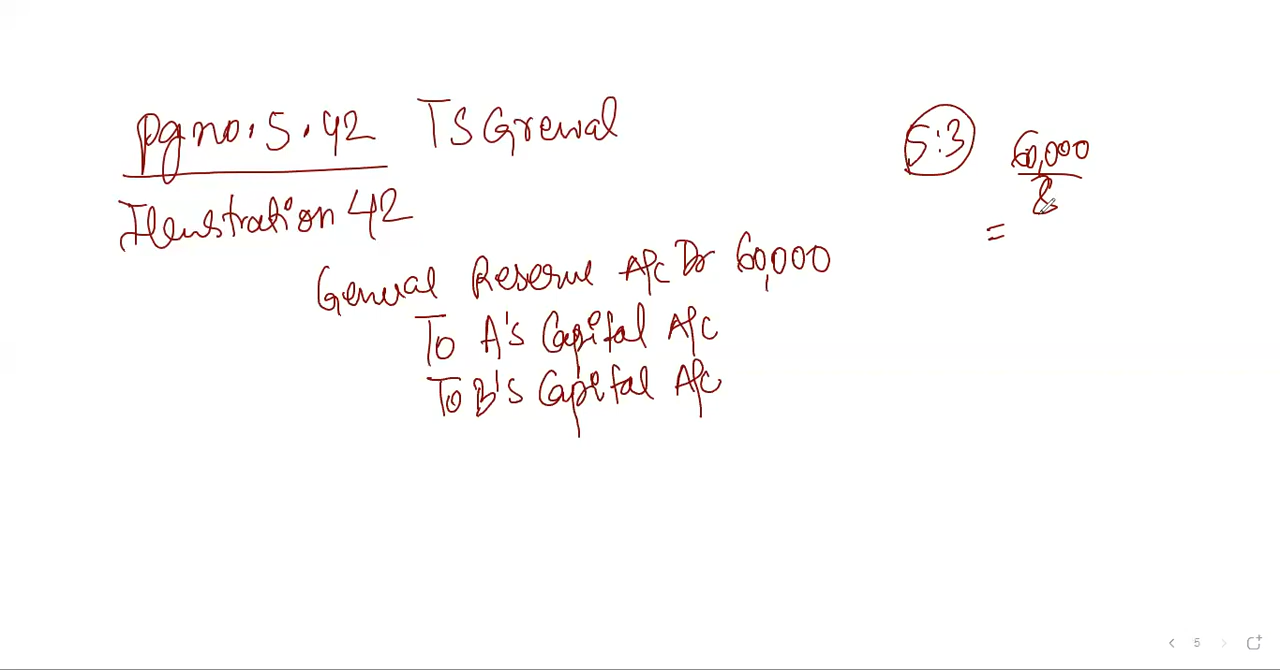 Pg no. 5.42 TS Grewal
Illustration 42
General Reserve A/c Dr 60,000
To A's Capital A/c
To B's Capital A/c
5:3
60,000
8
=
5